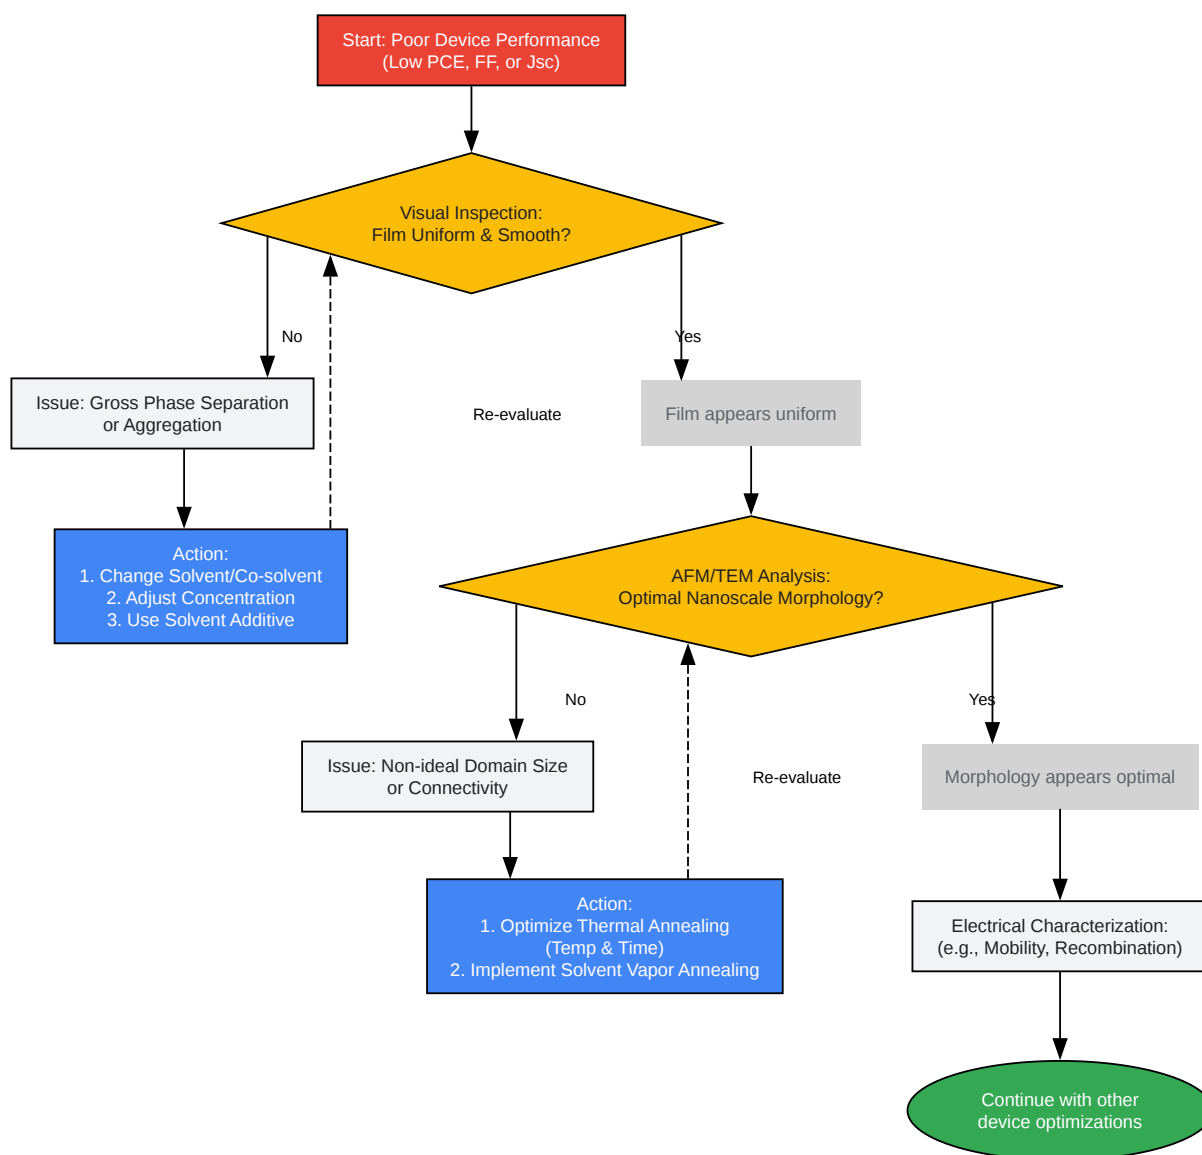 Start: Poor Device Performance
(Low PCE, FF, or Jsc)
Visual Inspection:
Film Uniform & Smooth?
No
Yes
Issue: Gross Phase Separation
or Aggregation
Re-evaluate
Film appears uniform
Action:
1. Change Solvent/Co-solvent
2. Adjust Concentration
3. Use Solvent Additive
AFM/TEM Analysis:
Optimal Nanoscale Morphology?
No
Yes
Issue: Non-ideal Domain Size
or Connectivity
Re-evaluate
Morphology appears optimal
Action:
1. Optimize Thermal Annealing
(Temp & Time)
2. Implement Solvent Vapor Annealing
Electrical Characterization:
(e.g., Mobility, Recombination)
Continue with other
device optimizations